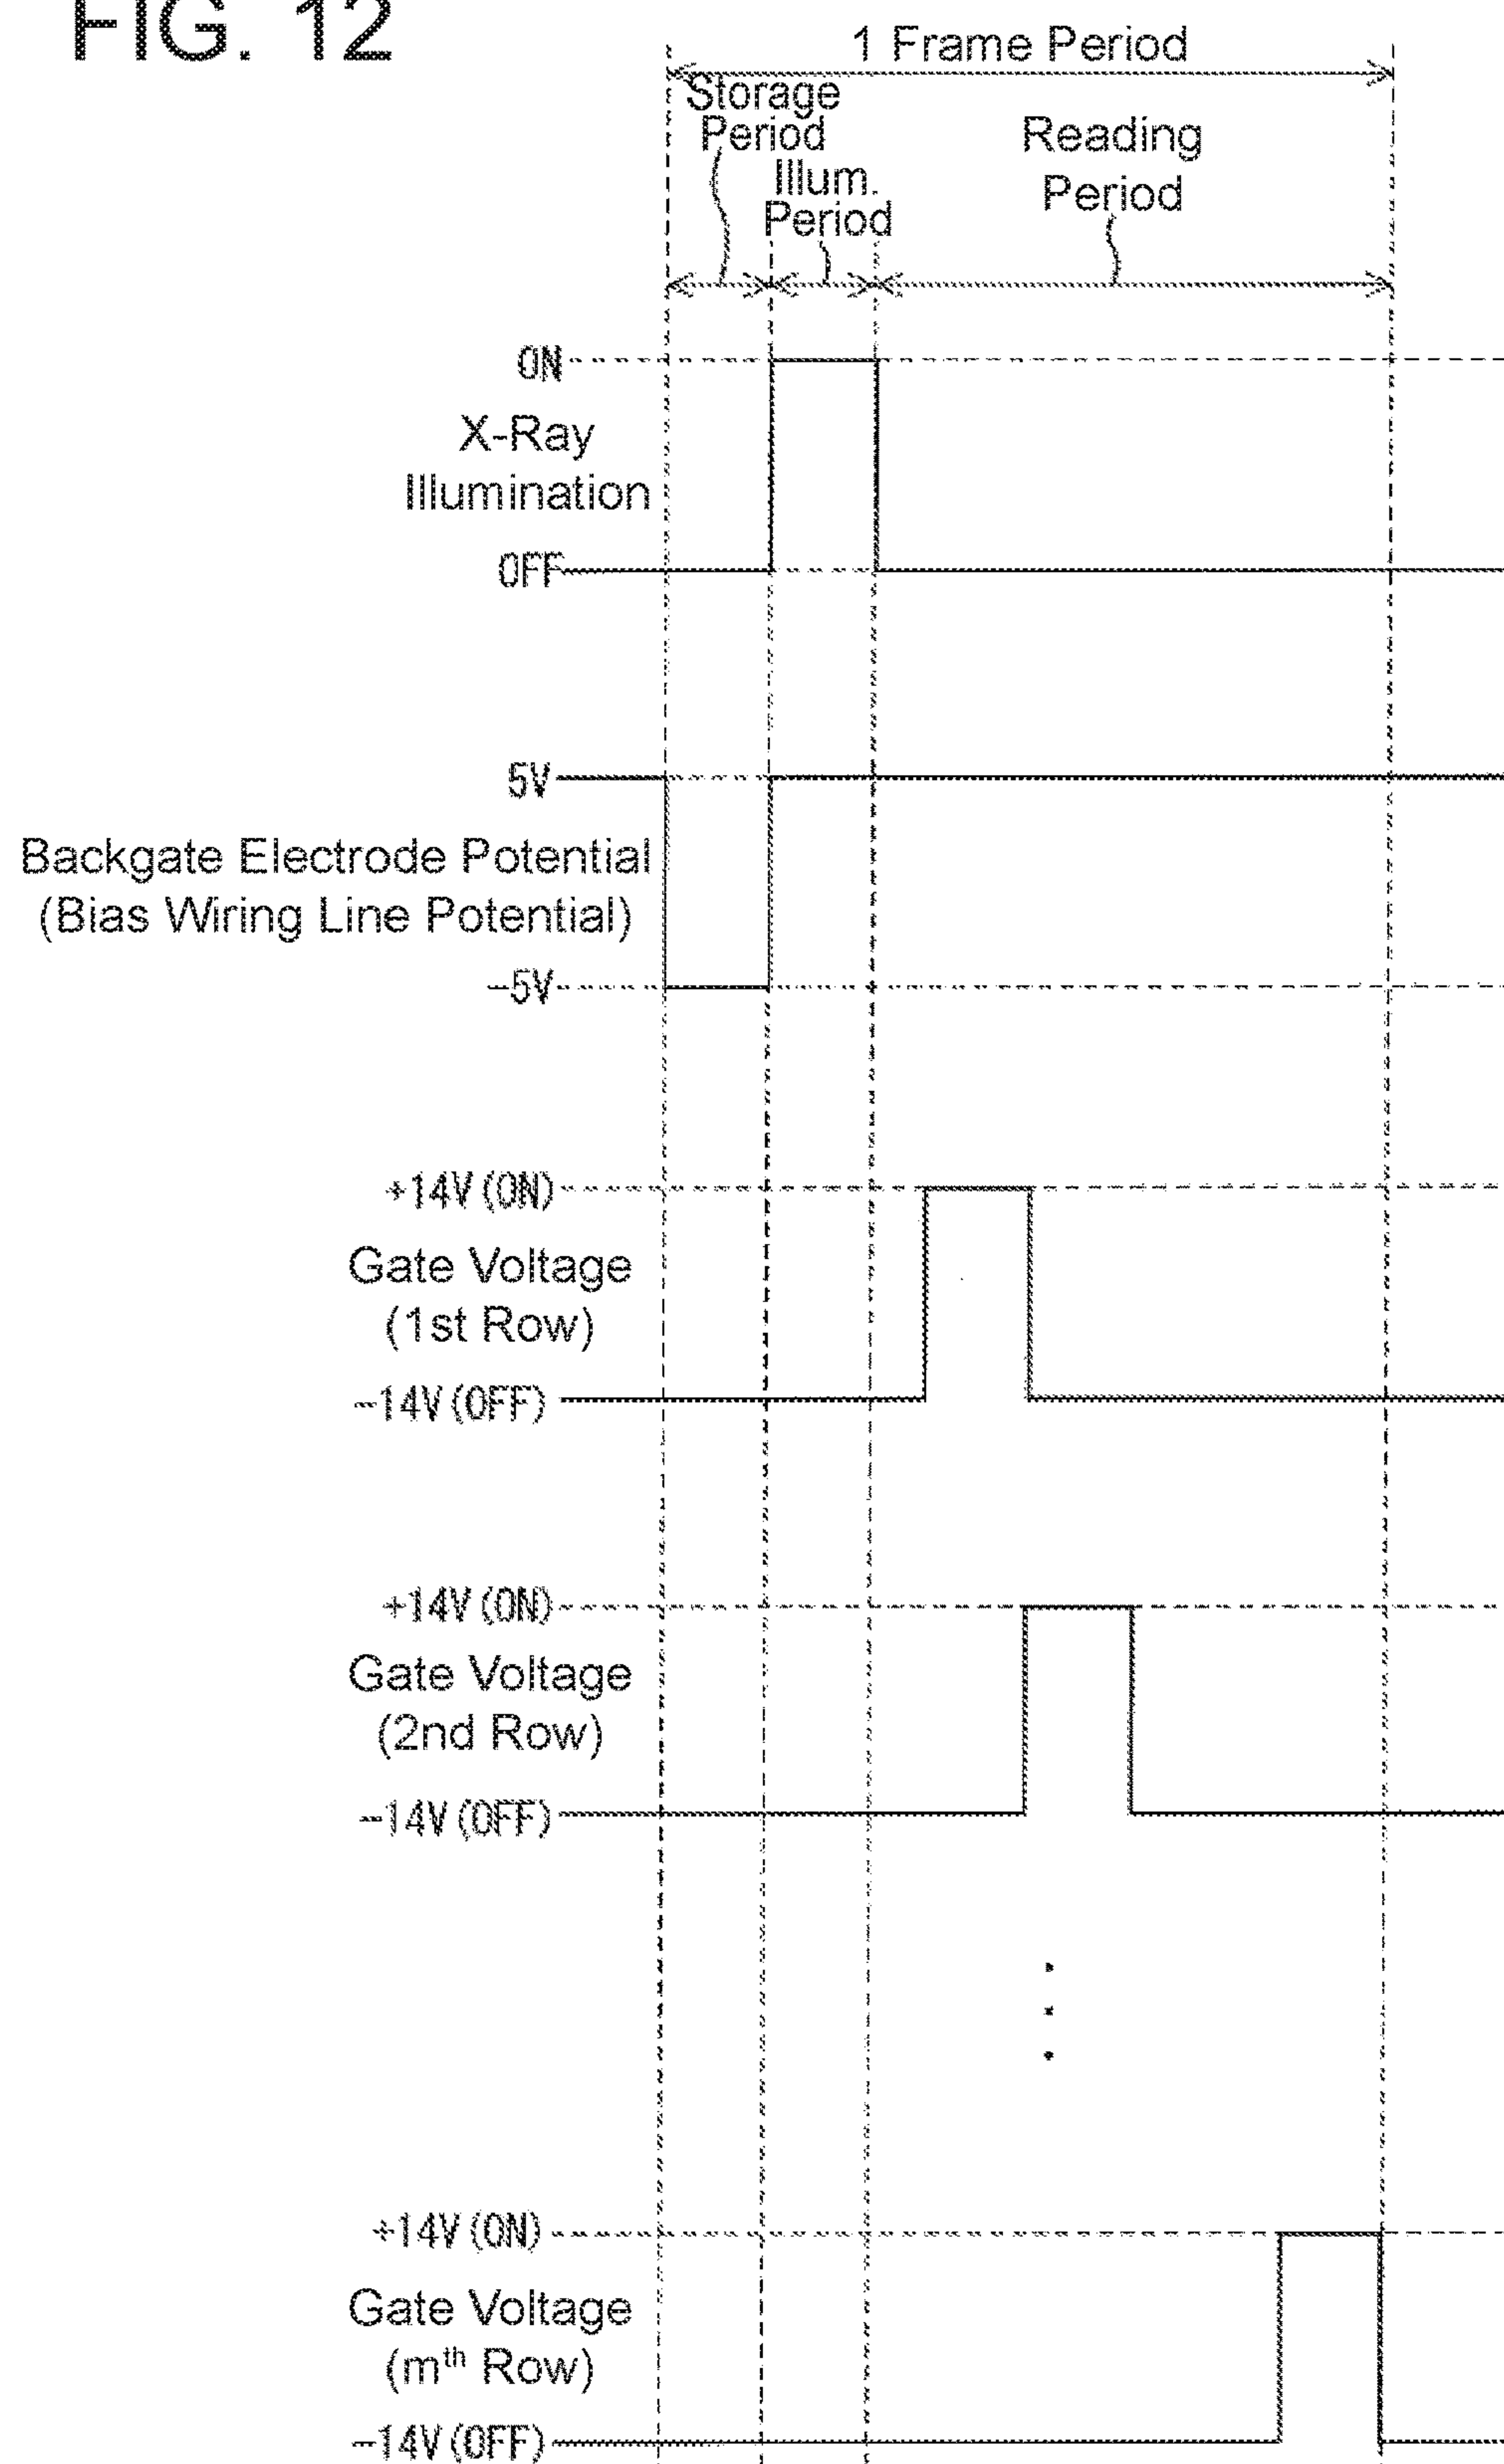 FIG. 12
1 Frame Period
Storage
Period
Illum.
Period
Reading
Period
ON
X-Ray
Illumination
OFF
5V
Backgate Electrode Potential
(Bias Wiring Line Potential)
-5V
+14V (ON)
Gate Voltage
(1st Row)
-14V (OFF)
+14V (ON)
Gate Voltage
(2nd Row)
-14V (OFF)
+14V (ON)
Gate Voltage
(mth Row)
-14V (OFF)